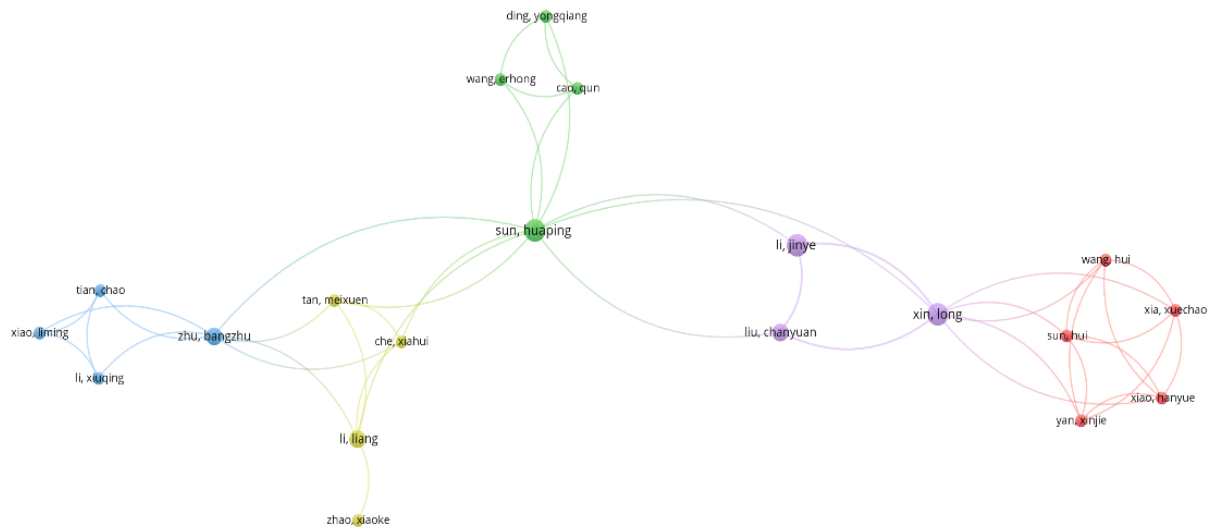 ding, yongqiang
wang, erhong
cao, qun
sun, huaping
li, jinye
wang, hui
tian, chao
tan, meixuen
xia, xuechao
xin, long
xiao, liming
zhu, bangzhu
liu, chanyuan
sun, hui
che, xiahui
li, xiuqing
xiao, hanyue
yan, xinjie
li, liang
zhao, xiaoke